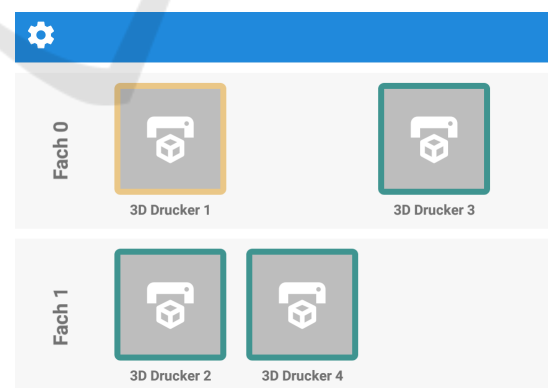 Fach 0
3D Drucker 1
3D Drucker 3
Fach 1
3D Drucker 2
3D Drucker 4